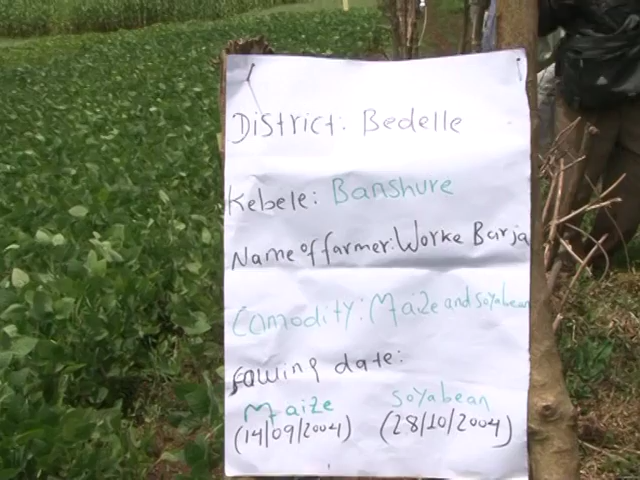 District: Bedelle
Kebele: Banshure
Name of farmer: Worke Barja
Comodity: Maize and soyabean
sowing date:
Maize soyabean
(14/09/2004) (28/10/2004)